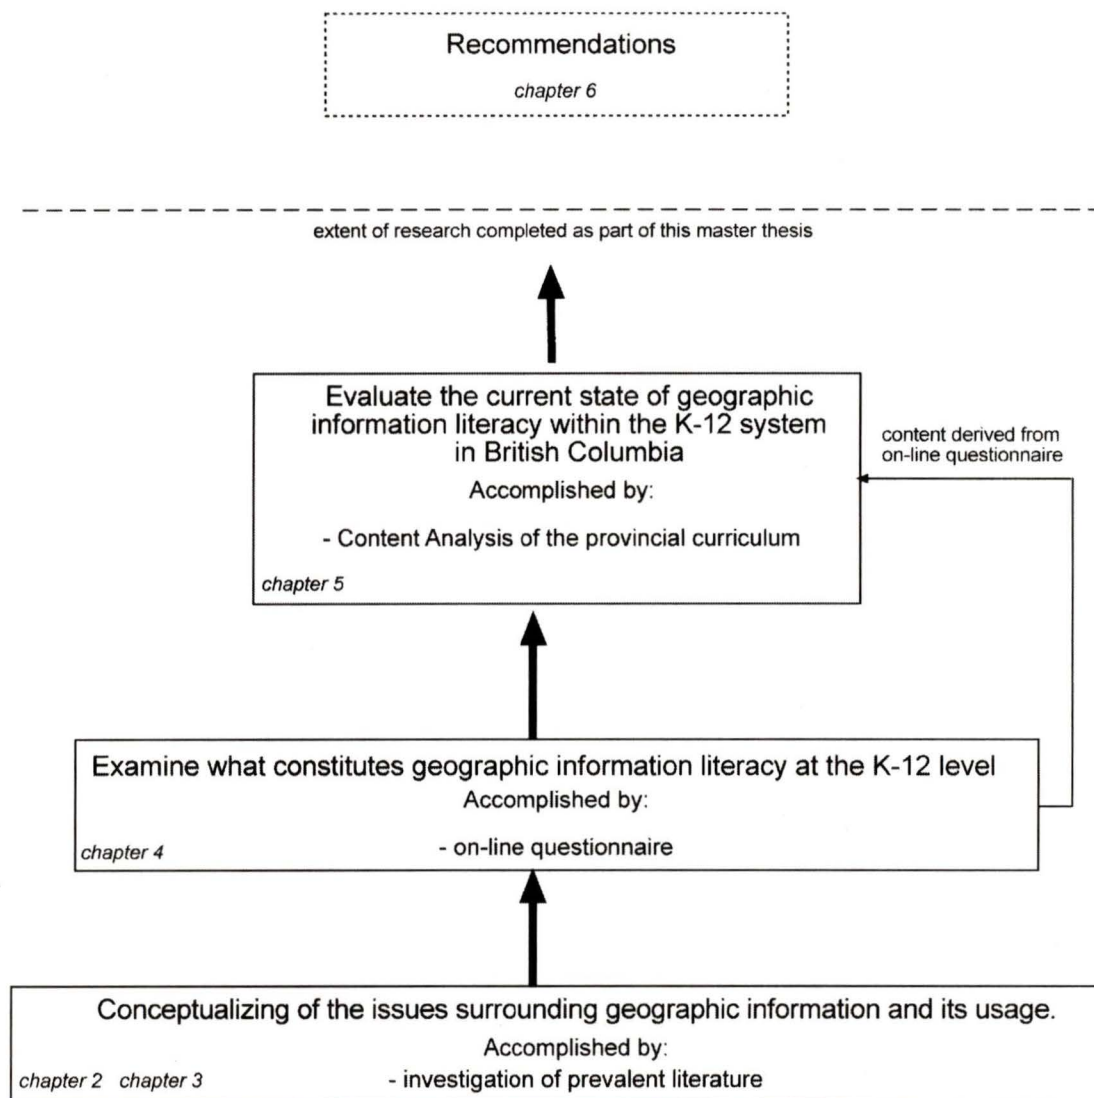 Recommendations
chapter 6
extent of research completed as part of this master thesis
Evaluate the current state of geographic
information literacy within the K-12 system
in British Columbia
Accomplished by:
- Content Analysis of the provincial curriculum
chapter 5
content derived from
on-line questionnaire
Examine what constitutes geographic information literacy at the K-12 level
Accomplished by:
- on-line questionnaire
chapter 4
Conceptualizing of the issues surrounding geographic information and its usage.
Accomplished by:
chapter 2 chapter 3 - investigation of prevalent literature